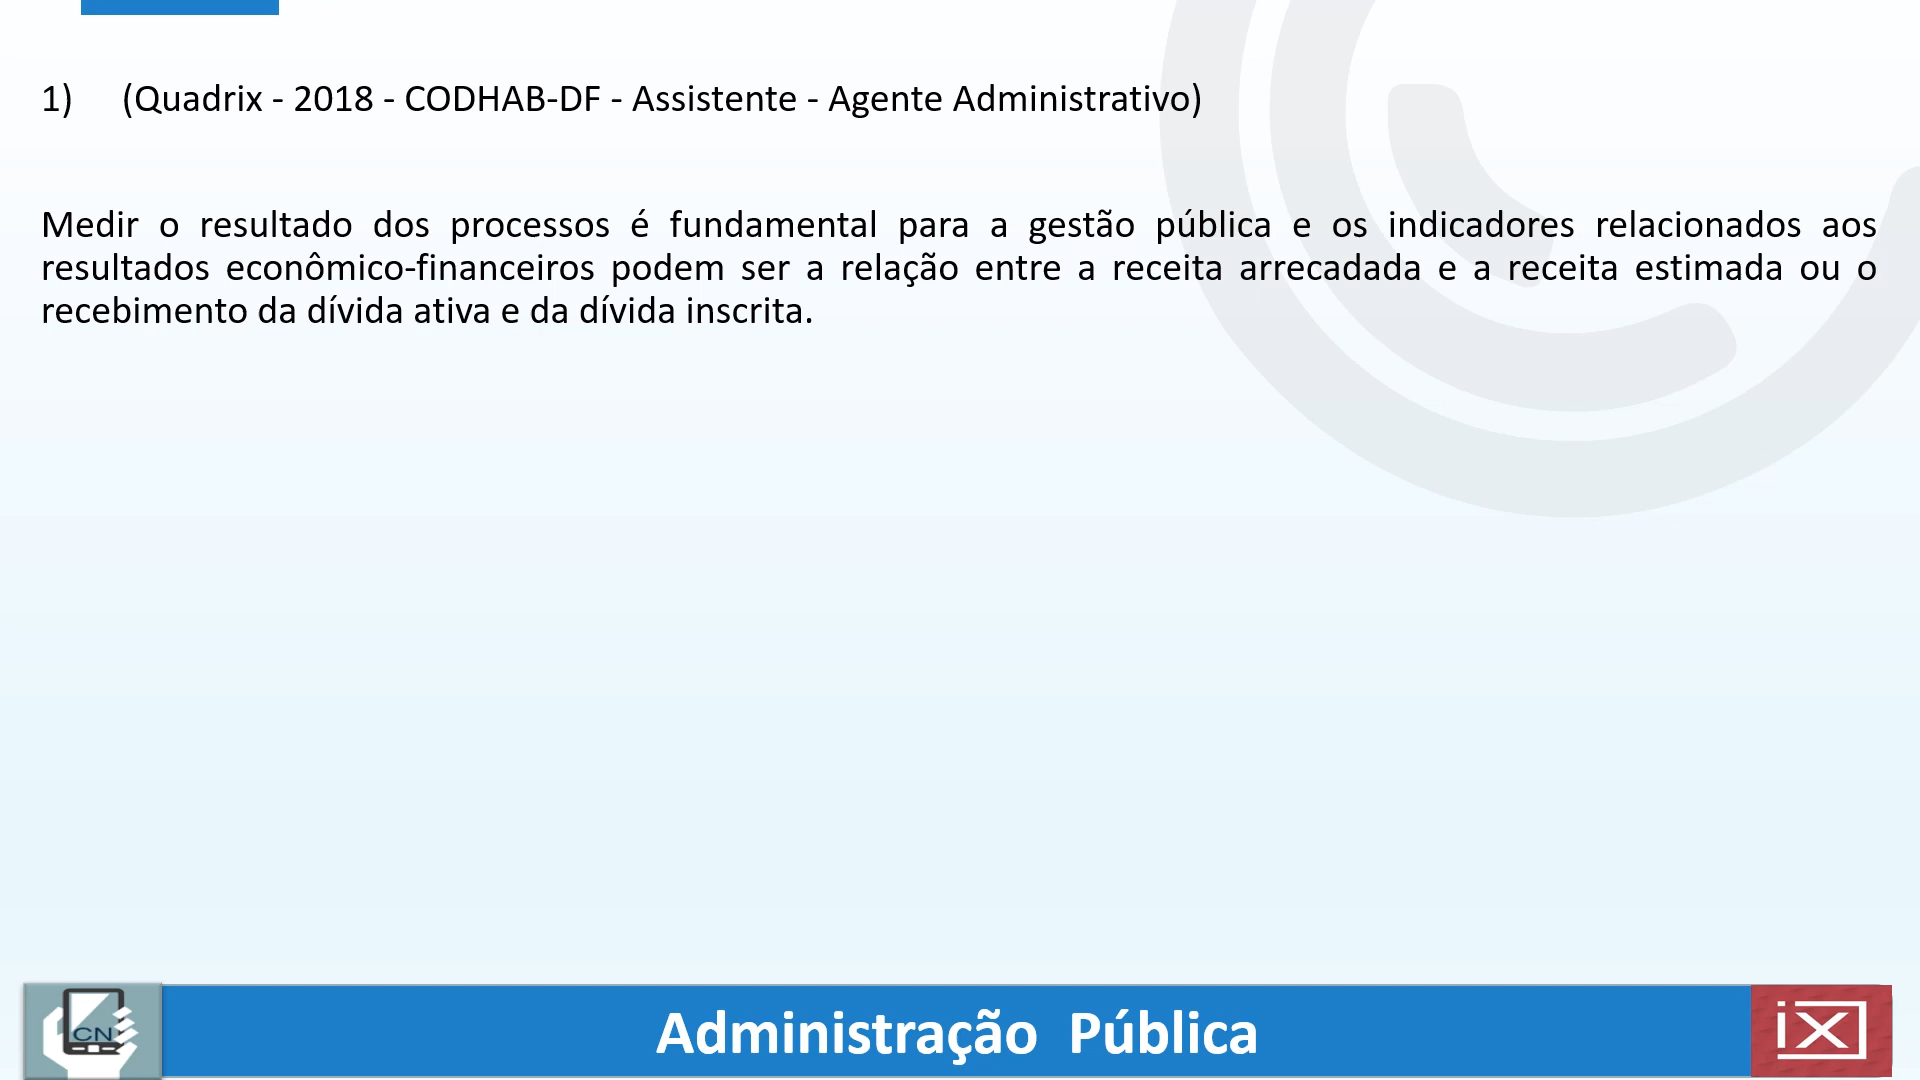 1) (Quadrix - 2018 - CODHAB-DF - Assistente - Agente Administrativo)
Medir o resultado dos processos é fundamental para a gestão pública e os indicadores relacionados aos
resultados econômico-financeiros podem ser a relação entre a receita arrecadada e a receita estimada ou o
recebimento da dívida ativa e da dívida inscrita.
CN
Administração Pública
iX